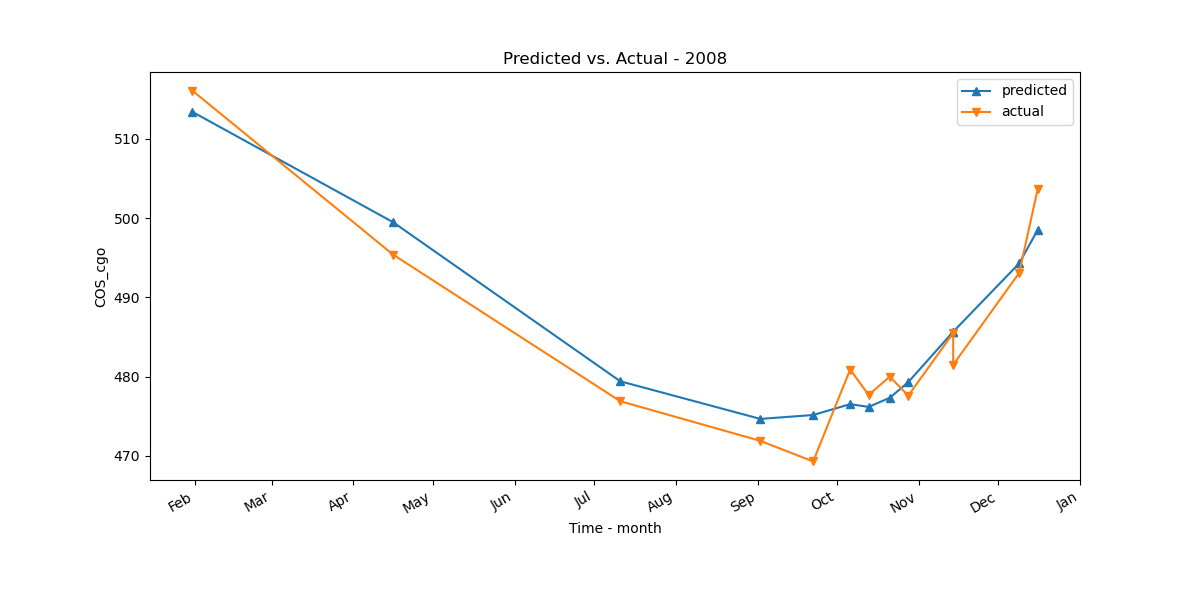 Predicted vs. Actual - 2008
predicted
actual
COS_cgo
510
500
490
480
470
Feb
Mar
Apr
May
Jun
Jul
Aug
Sep
Oct
Nov
Dec
Jan
Time - month